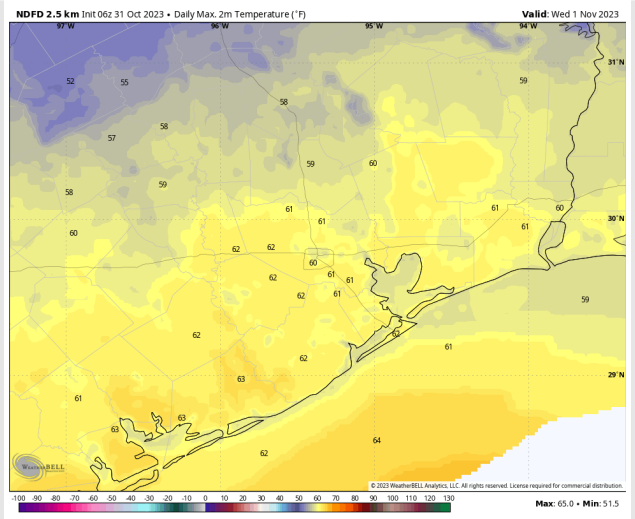 NDFD 2.5 km Init 06z 31 Oct 2023 • Daily Max. 2m Temperature (°F)
Valid: Wed 1 Nov 2023
97°W 96°W 95°W 94°W
31°N
52 55 59
58
58
57
59 60
59
58
61 61 60
61 61
60
62 62
60
61
62 61
62 61
59
62 62
61
62
29°N
63
61
63
63
64
62
30°N
WeatherBELL
© 2023 WeatherBELL Analytics, LLC. All rights reserved. License required for commercial distribution.
-100 -90 -80 -70 -60 -50 -40 -30 -20 -10 0 10 20 30 40 50 60 70 80 90 100 110 120 130
Max: 65.0 • Min: 51.5